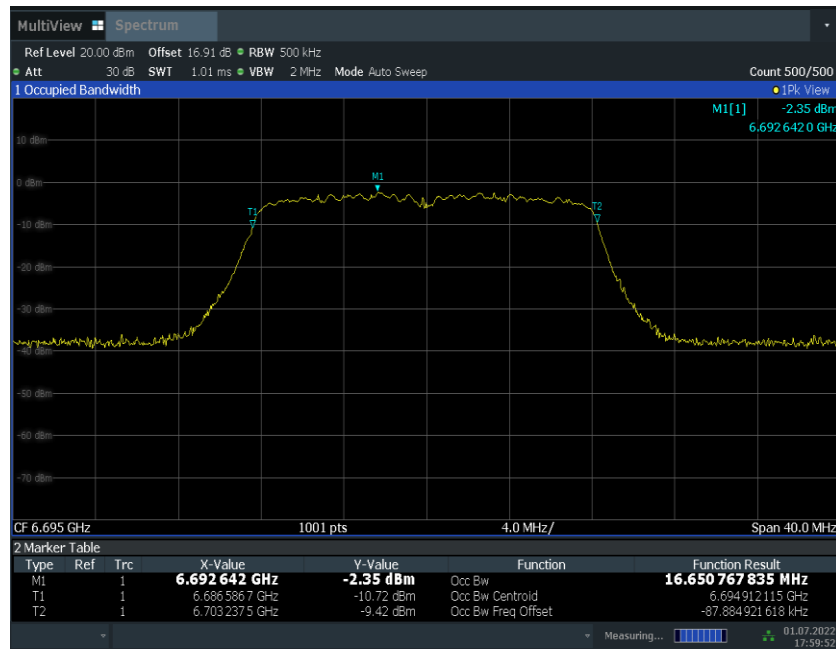 MultiView Spectrum
Ref Level 20.00 dBm Offset 16.91 dB RBW 500 kHz
Att 30 dB SWT 1.01 ms VBW 2 MHz Mode Auto Sweep Count 500/500
1 Occupied Bandwidth 1Pk View
M1[1] -2.35 dBm
6.692 642 0 GHz
10 dBm
M1
0 dBm
T1 T2
-10 dBm
-20 dBm
-30 dBm
-40 dBm
-50 dBm
-60 dBm
-70 dBm
CF 6.695 GHz 1001 pts 4.0 MHz/ Span 40.0 MHz
2 Marker Table
Type Ref Trc X-Value Y-Value Function Function Result
M1 1 6.692 642 GHz -2.35 dBm Occ Bw 16.650 767 835 MHz
T1 1 6.686 586 7 GHz -10.72 dBm Occ Bw Centroid 6.694 912 115 GHz
T2 1 6.703 237 5 GHz -9.42 dBm Occ Bw Freq Offset -87.884 921 618 kHz
Measuring... 01.07.2022
17:59:52